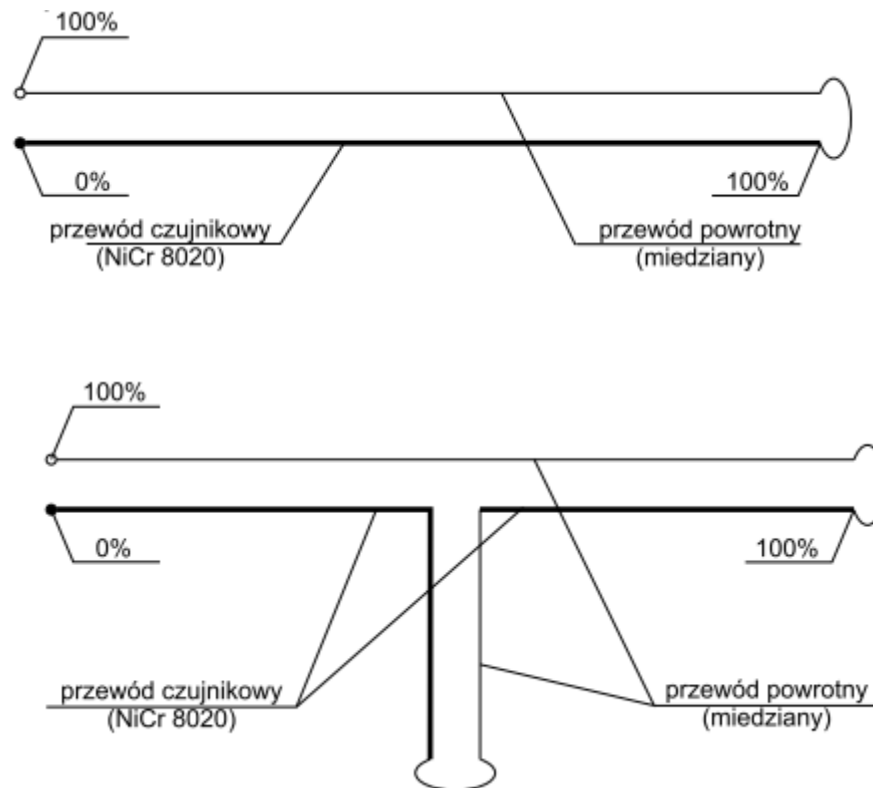 100%
0%
100%
przewód czujnikowy
(NiCr 8020)
przewód powrotny
(miedziany)
100%
0%
100%
przewód czujnikowy
(NiCr 8020)
przewód powrotny
(miedziany)